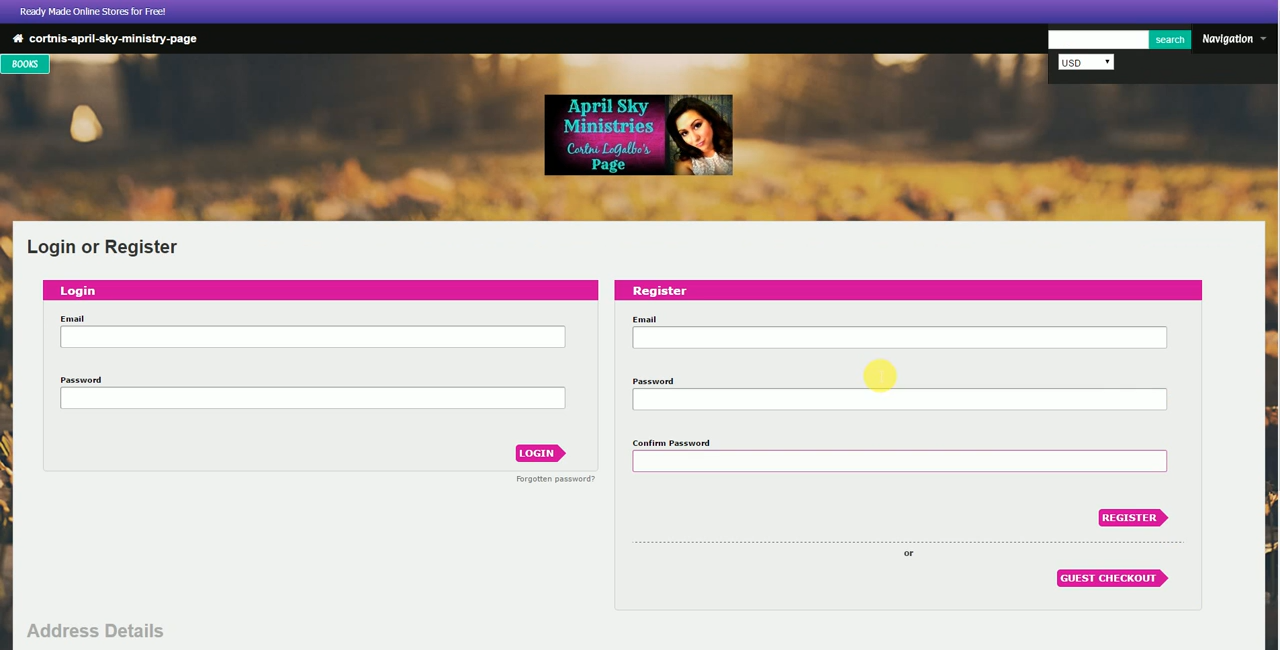 Ready Made Online Stores for Free!
cortnis-april-sky-ministry-page
search
Navigation
BOOKS
USD
April Sky
Ministries
Cortni LoGalbo's
Page
Login or Register
Login
Email
Password
LOGIN
Forgotten password?
Register
Email
Password
Confirm Password
REGISTER
or
GUEST CHECKOUT
Address Details